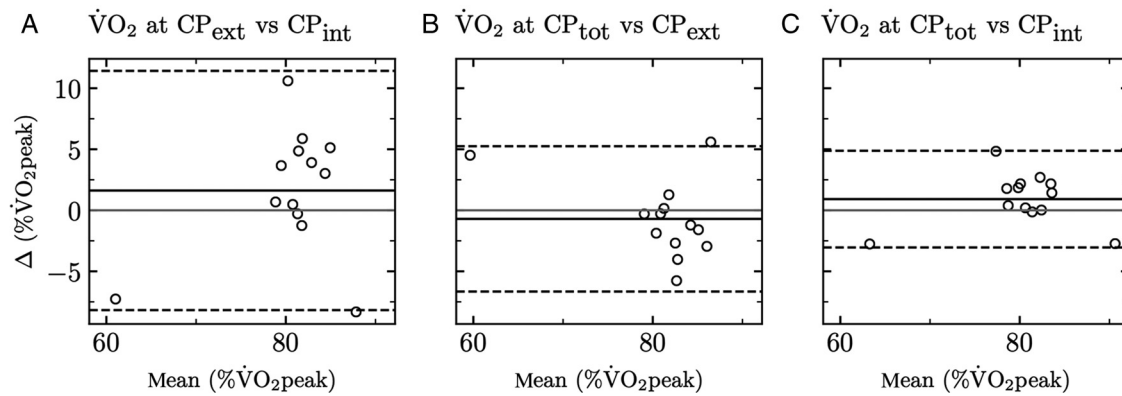 A V̇O₂ at CPext vs CPint
B V̇O₂ at CPtot vs CPext
C V̇O₂ at CPtot vs CPint
Δ (%V̇O₂peak)
10
5
0
−5
60
80
60
80
60
80
Mean (%V̇O₂peak)
Mean (%V̇O₂peak)
Mean (%V̇O₂peak)